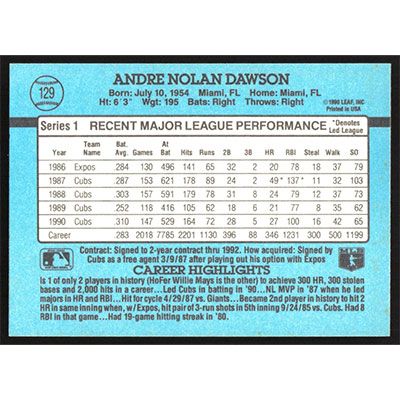 129
ANDRE NOLAN DAWSON
Born: July 10, 1954 Miami, FL Home: Miami, FL
Ht: 6'3" Wgt: 195 Bats: Right Throws: Right
©1990 LEAF, INC
PRINTED IN USA
Series 1 RECENT MAJOR LEAGUE PERFORMANCE *Denotes Led League
Year Team Name Bat. Avg. Games At Bat Hits Runs 2B 3B HR RBI Steal Walk SO
1986 Expos 284 130 496 141 65 32 2 20 78 18 37 79
1987 Cubs 287 153 621 178 89 24 2 49* 137* 11 32 103
1988 Cubs 303 157 591 179 78 31 8 24 79 12 37 73
1989 Cubs 252 118 416 105 62 18 6 21 77 8 35 62
1990 Cubs 310 147 529 164 72 28 5 27 100 16 42 65
Career 283 2018 7785 2201 1130 396 88 346 1231 300 500 1199
Contract: Signed to 2-year contract thru 1992. How acquired: Signed by
Cubs as a free agent 3/9/87 after playing out his option with Expos
CAREER HIGHLIGHTS
Is 1 of only 2 players in history (HoFer Willie Mays is the other) to achieve 300 HR, 300 stolen
bases and 2,000 hits in a career...Led Cubs in batting in '90...NL MVP in '87 when he led
majors in HR and RBI...Hit for cycle 4/29/87 vs. Giants...Became 2nd player in history to hit 2
HR in same inning when, w/Expos, hit pair of 3-run shots in 5th inning 9/24/85 vs. Cubs...Had 8
RBI in that game...Had 19-game hitting streak in '80.